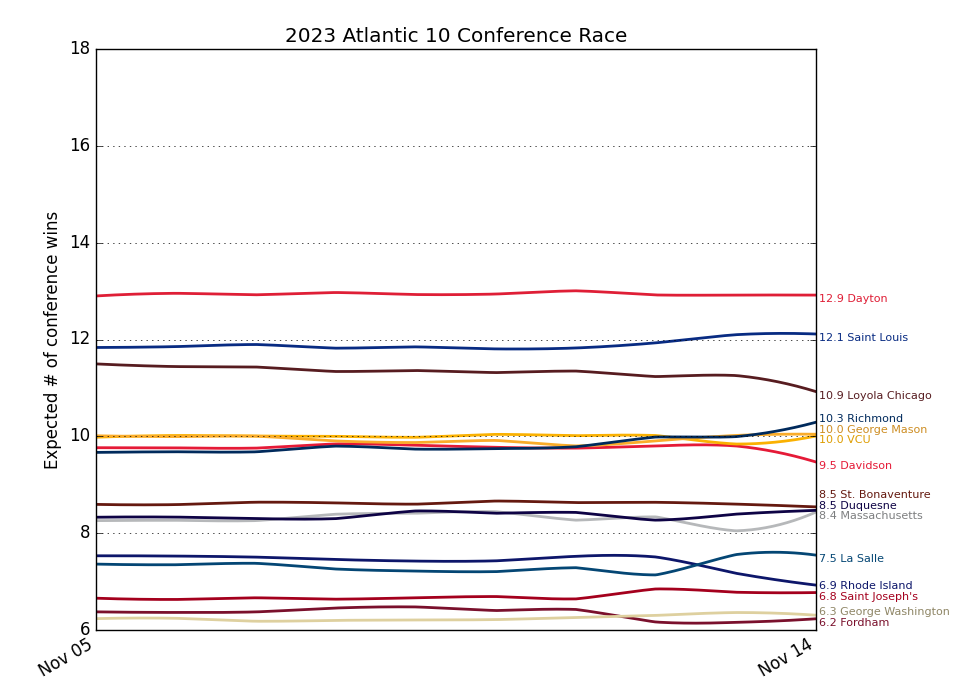 2023 Atlantic 10 Conference Race
Expected # of conference wins
18
16
14
12
10
8
6
Nov 05
Nov 14
12.9 Dayton
12.1 Saint Louis
10.9 Loyola Chicago
10.3 Richmond
10.0 George Mason
10.0 VCU
9.5 Davidson
8.5 St. Bonaventure
8.5 Duquesne
8.4 Massachusetts
7.5 La Salle
6.9 Rhode Island
6.8 Saint Joseph's
6.3 George Washington
6.2 Fordham